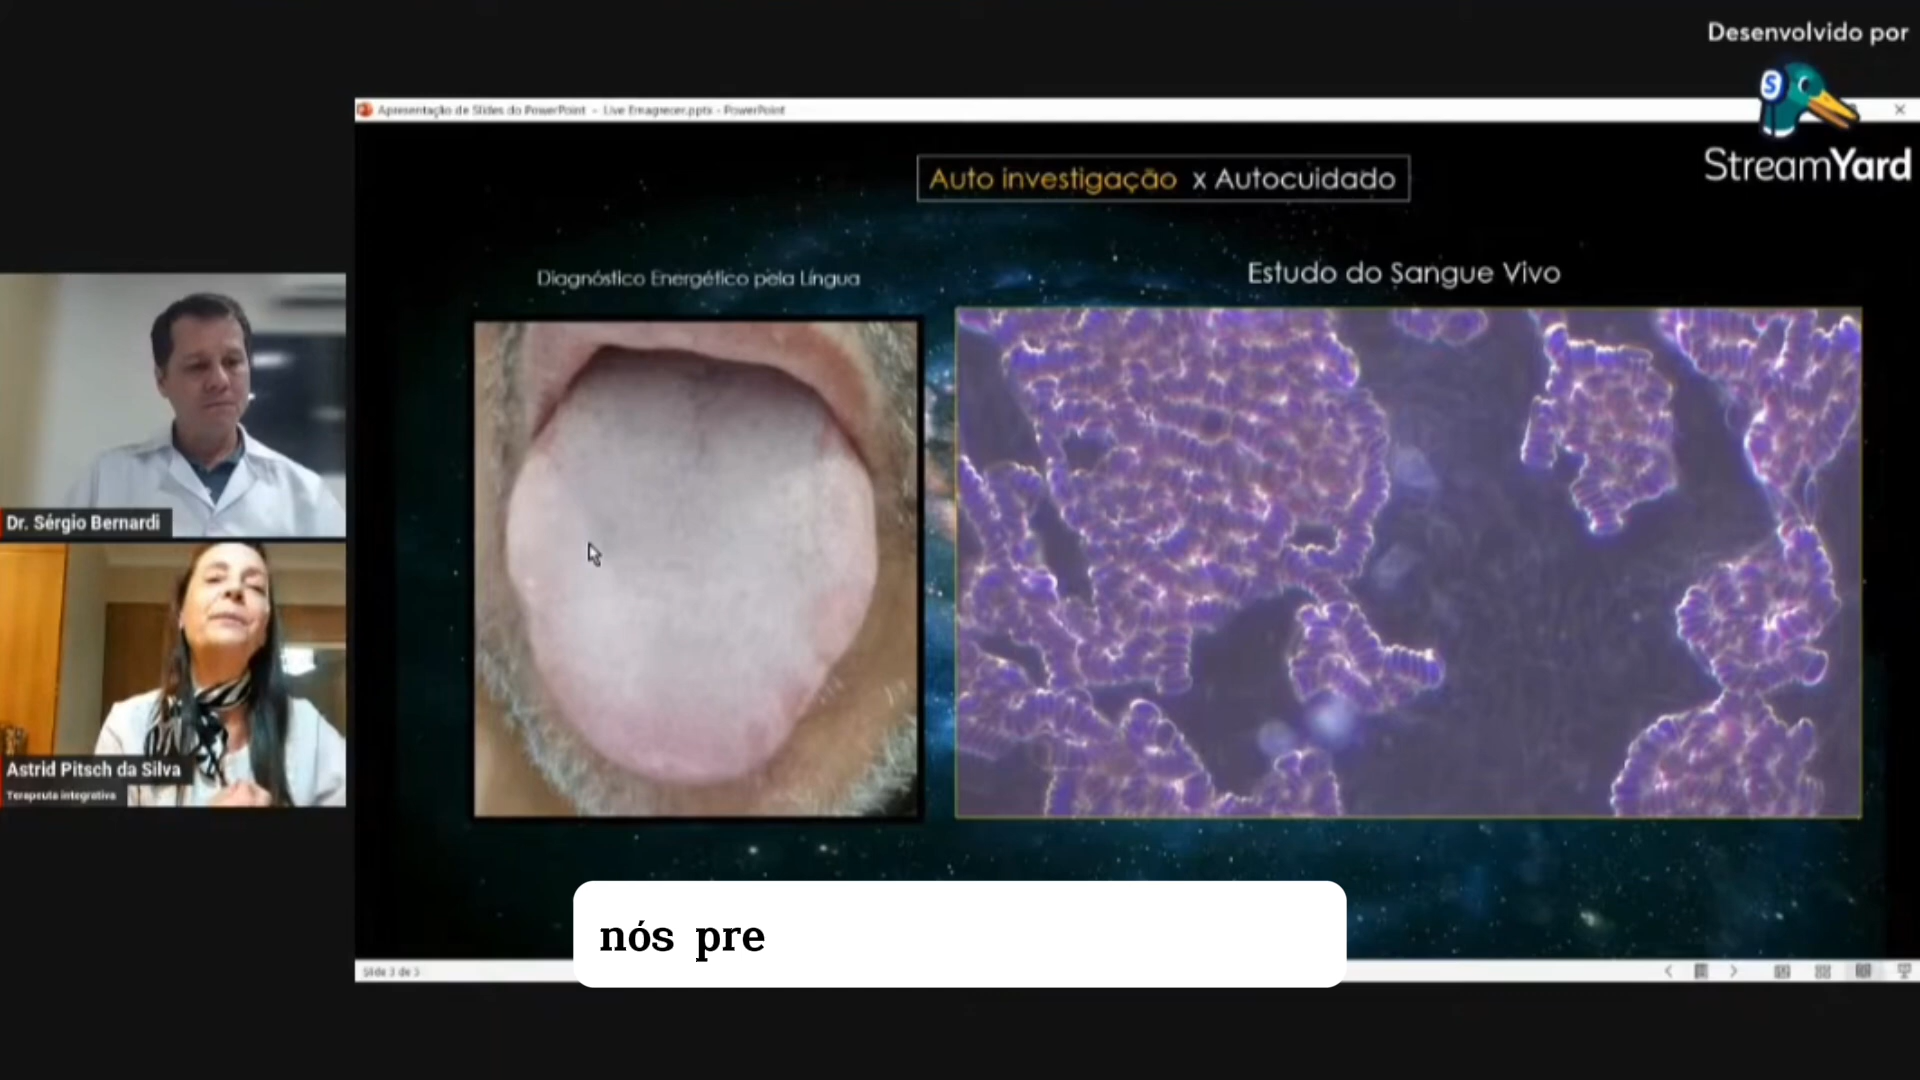 Desenvolvido por
StreamYard
Apresentação de Slides do PowerPoint - Live Emagrecer.pptx - PowerPoint
Auto investigação x Autocuidado
Diagnóstico Energético pela Língua
Estudo do Sangue Vivo
Dr. Sérgio Bernardi
Astrid Pitsch da Silva
Terapeuta integrativa
nós pre
Slide 3 de 3